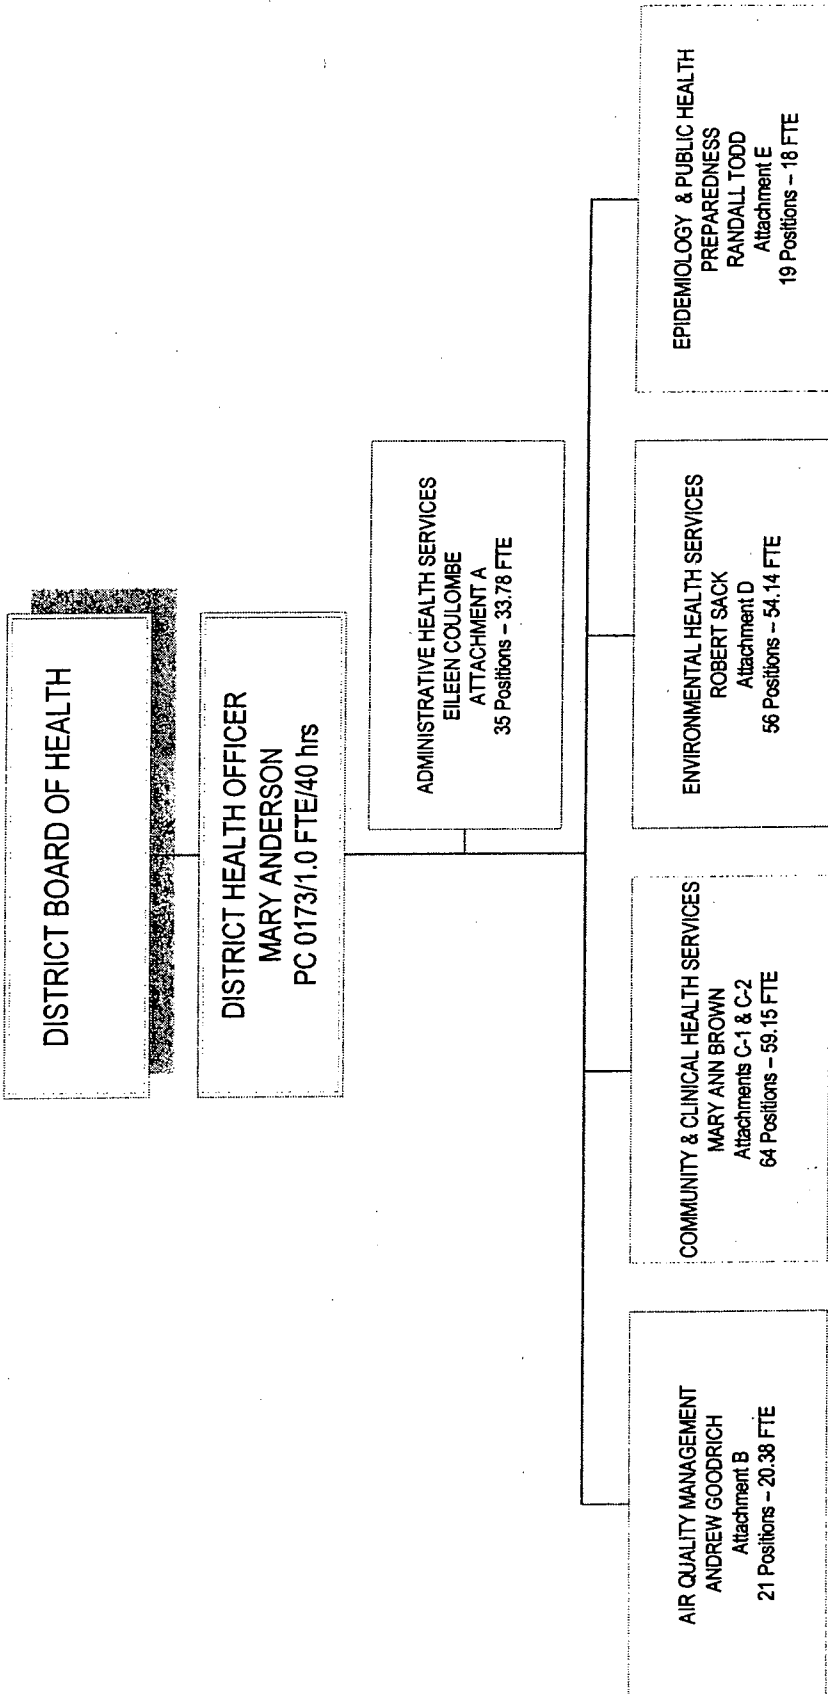 DISTRICT BOARD OF HEALTH
DISTRICT HEALTH OFFICER
MARY ANDERSON
PC 0173/1.0 FTE/40 hrs
ADMINISTRATIVE HEALTH SERVICES
EILEEN COULOMBE
ATTACHMENT A
35 Positions – 33.78 FTE
AIR QUALITY MANAGEMENT
ANDREW GOODRICH
Attachment B
21 Positions – 20.38 FTE
COMMUNITY & CLINICAL HEALTH SERVICES
MARY ANN BROWN
Attachments C-1 & C-2
64 Positions – 59.15 FTE
ENVIRONMENTAL HEALTH SERVICES
ROBERT SACK
Attachment D
56 Positions – 54.14 FTE
EPIDEMIOLOGY & PUBLIC HEALTH
PREPAREDNESS
RANDALL TODD
Attachment E
19 Positions – 18 FTE